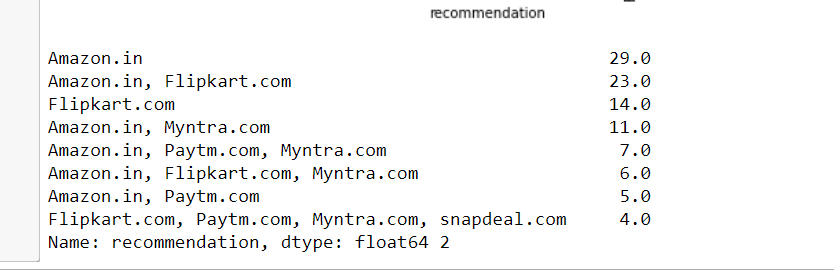 recommendation
Amazon.in 29.0
Amazon.in, Flipkart.com 23.0
Flipkart.com 14.0
Amazon.in, Myntra.com 11.0
Amazon.in, Paytm.com, Myntra.com 7.0
Amazon.in, Flipkart.com, Myntra.com 6.0
Amazon.in, Paytm.com 5.0
Flipkart.com, Paytm.com, Myntra.com, snapdeal.com 4.0
Name: recommendation, dtype: float64 2